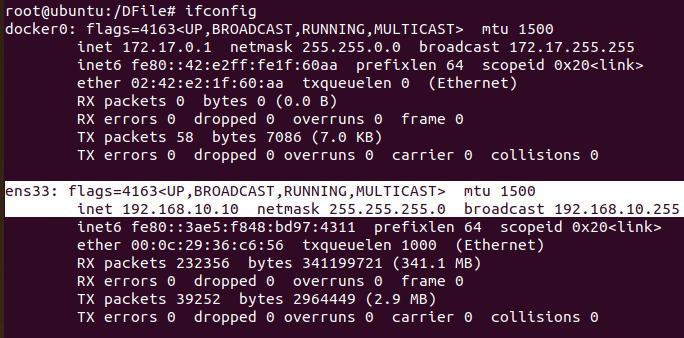 root@ubuntu:/DFile# ifconfig
docker0: flags=4163<UP,BROADCAST,RUNNING,MULTICAST>  mtu 1500
        inet 172.17.0.1  netmask 255.255.0.0  broadcast 172.17.255.255
        inet6 fe80::42:e2ff:fe1f:60aa  prefixlen 64  scopeid 0x20<link>
        ether 02:42:e2:1f:60:aa  txqueuelen 0  (Ethernet)
        RX packets 0  bytes 0 (0.0 B)
        RX errors 0  dropped 0  overruns 0  frame 0
        TX packets 58  bytes 7086 (7.0 KB)
        TX errors 0  dropped 0 overruns 0  carrier 0  collisions 0
ens33: flags=4163<UP,BROADCAST,RUNNING,MULTICAST>  mtu 1500
        inet 192.168.10.10  netmask 255.255.255.0  broadcast 192.168.10.255
        inet6 fe80::3ae5:f848:bd97:4311  prefixlen 64  scopeid 0x20<link>
        ether 00:0c:29:36:c6:56  txqueuelen 1000  (Ethernet)
        RX packets 232356  bytes 341199721 (341.1 MB)
        RX errors 0  dropped 0  overruns 0  frame 0
        TX packets 39252  bytes 2964449 (2.9 MB)
        TX errors 0  dropped 0 overruns 0  carrier 0  collisions 0